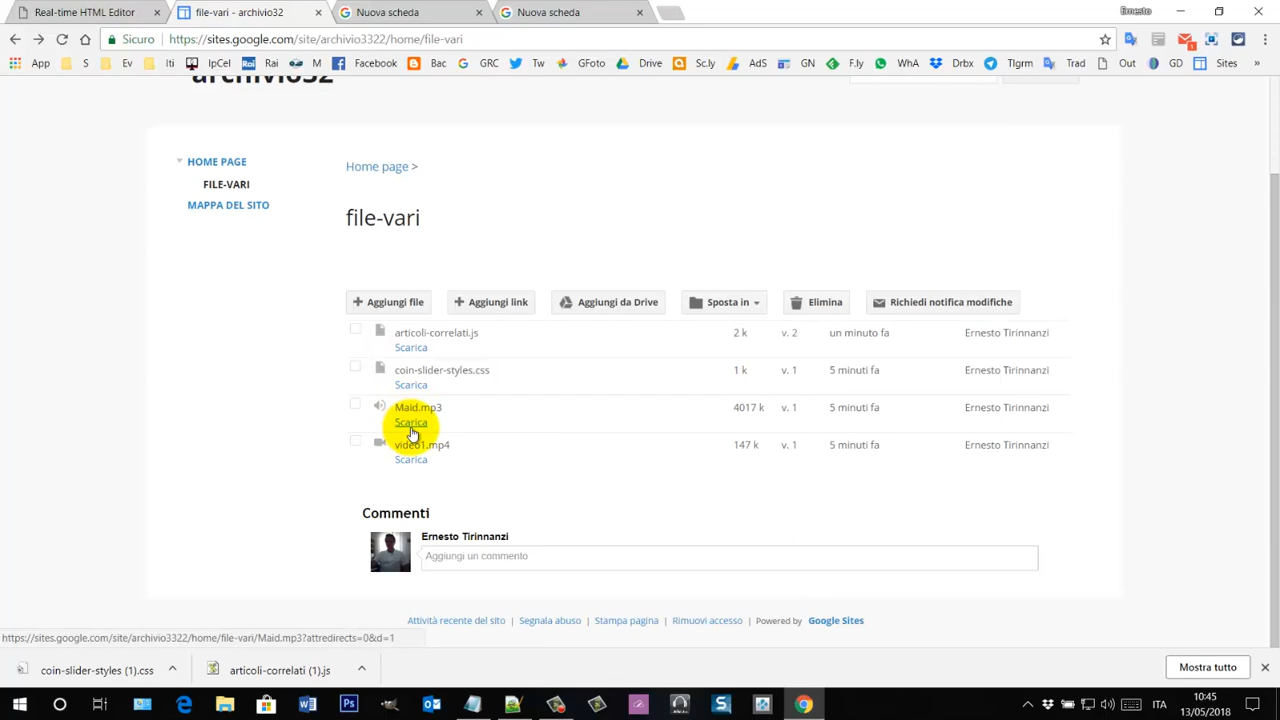 Real-time HTML Editor
file-vari - archivio32
Nuova scheda
Nuova scheda
Ernesto
Sicuro
https://sites.google.com/site/archivio3322/home/file-vari
App
S
Ev
Iti
IpCel
Rai
M
Facebook
Bac
GRC
Tw
GFoto
Drive
Sc.ly
AdS
GN
F.ly
WhA
Drbx
Tlgrm
Trad
Out
GD
Sites
»
archivio32
HOME PAGE
FILE-VARI
MAPPA DEL SITO
Home page >
file-vari
Aggiungi file
Aggiungi link
Aggiungi da Drive
Sposta in
Elimina
Richiedi notifica modifiche
articoli-correlati.js 2 k v. 2 un minuto fa Ernesto Tirinnanzi
Scarica
coin-slider-styles.css 1 k v. 1 5 minuti fa Ernesto Tirinnanzi
Scarica
Maid.mp3 4017 k v. 1 5 minuti fa Ernesto Tirinnanzi
Scarica
video1.mp4 147 k v. 1 5 minuti fa Ernesto Tirinnanzi
Scarica
Commenti
Ernesto Tirinnanzi
Aggiungi un commento
Attività recente del sito | Segnala abuso | Stampa pagina | Rimuovi accesso | Powered by Google Sites
https://sites.google.com/site/archivio3322/home/file-vari/Maid.mp3?attredirects=0&d=1
coin-slider-styles (1).css
articoli-correlati (1).js
Mostra tutto
ITA
10:45
13/05/2018